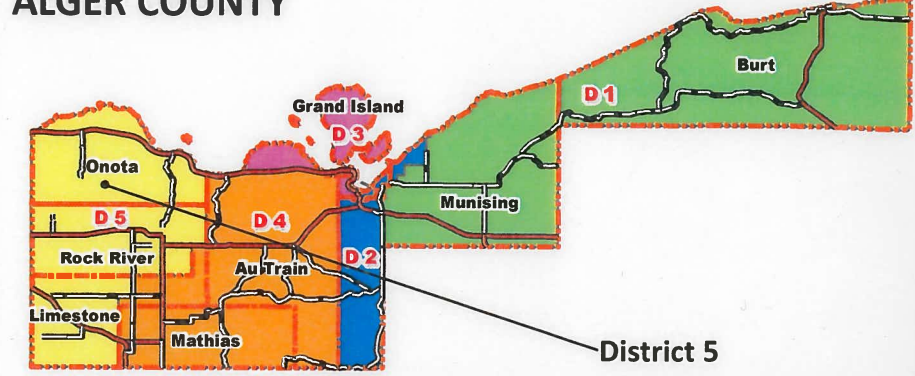 ALGER COUNTY
Burt
D 1
Grand Island
D 3
Onota
Munising
D 5
D 4
Rock River
Au Train
D 2
Limestone
Mathias
District 5